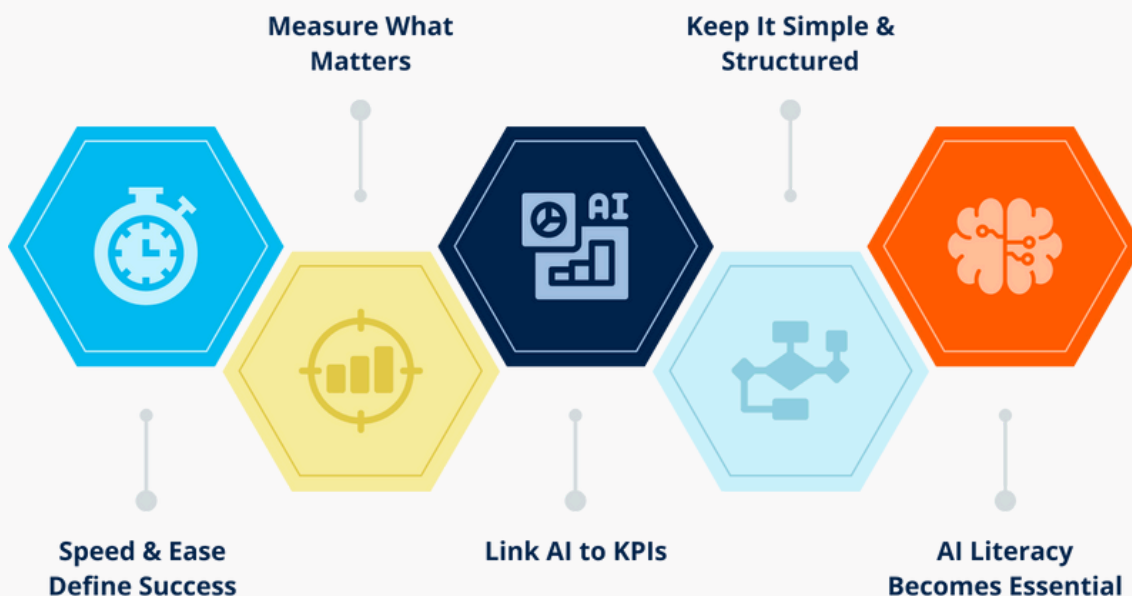 Measure What
Matters
Keep It Simple &
Structured
AI
Speed & Ease
Define Success
Link AI to KPIs
AI Literacy
Becomes Essential